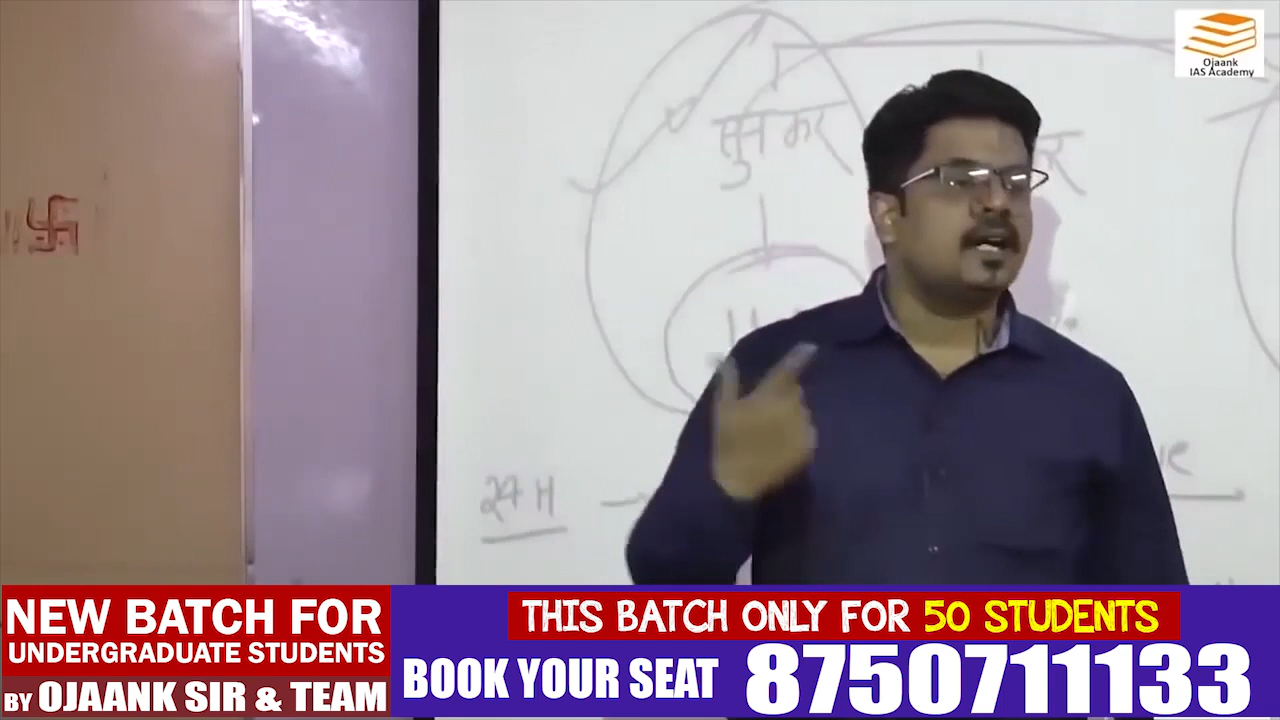 Ojaank
IAS Academy
24 H
NEW BATCH FOR
UNDERGRADUATE STUDENTS
BY OJAANK SIR & TEAM
THIS BATCH ONLY FOR 50 STUDENTS
BOOK YOUR SEAT 8750711133